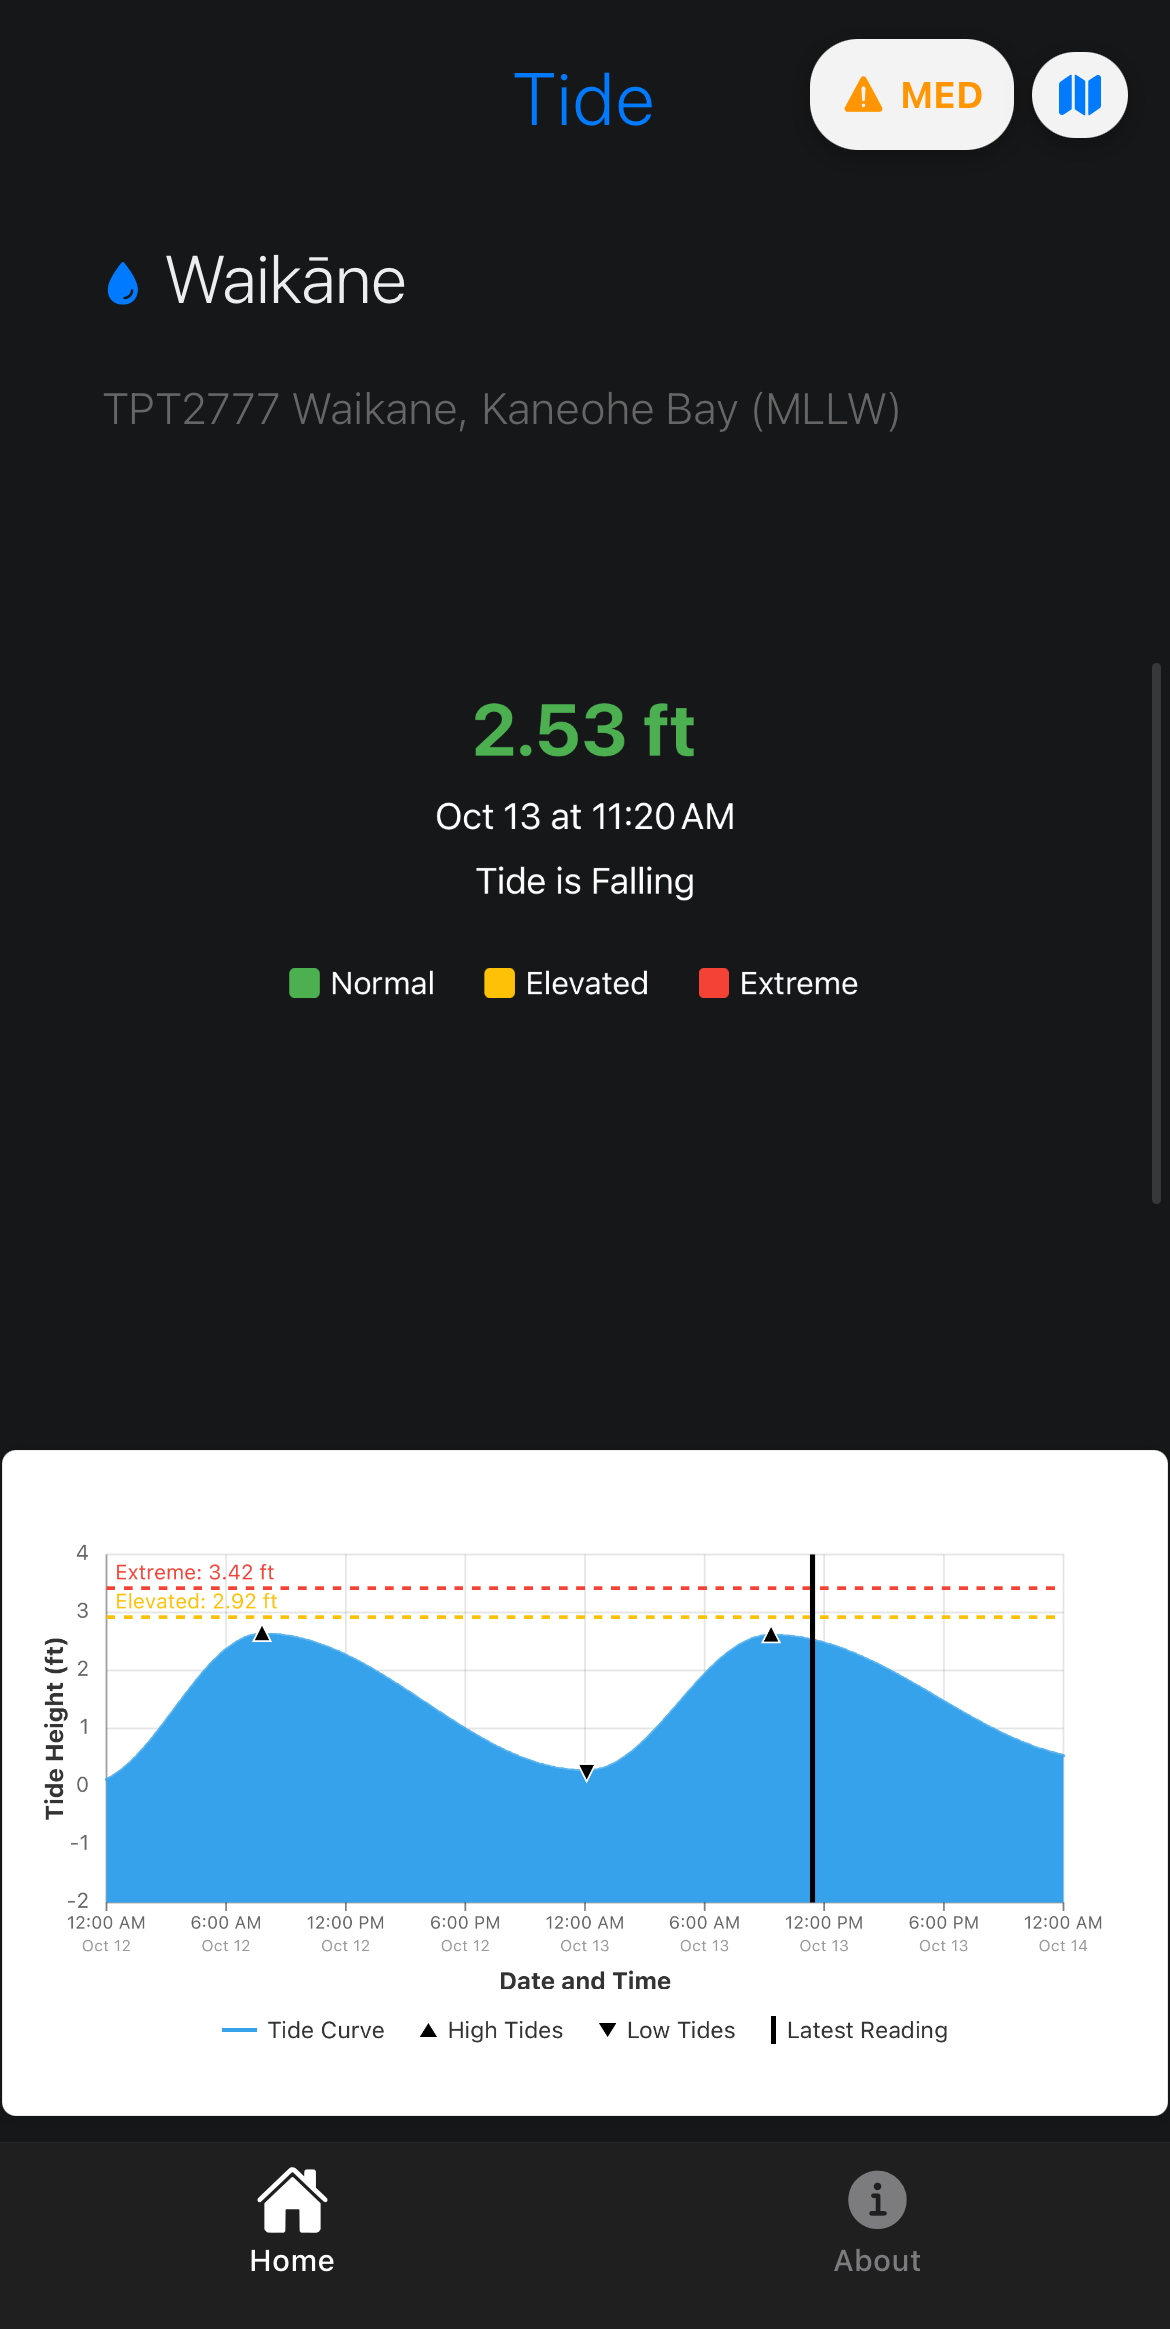 Tide
MED
Waikāne
TPT2777 Waikane, Kaneohe Bay (MLLW)
2.53 ft
Oct 13 at 11:20 AM
Tide is Falling
Normal Elevated Extreme
4
Extreme: 3.42 ft
Elevated: 2.92 ft
3
2
1
0
-1
-2
Tide Height (ft)
12:00 AM 6:00 AM 12:00 PM 6:00 PM 12:00 AM 6:00 AM 12:00 PM 6:00 PM 12:00 AM
Oct 12 Oct 12 Oct 12 Oct 12 Oct 13 Oct 13 Oct 13 Oct 13 Oct 14
Date and Time
Tide Curve High Tides Low Tides Latest Reading
Home About